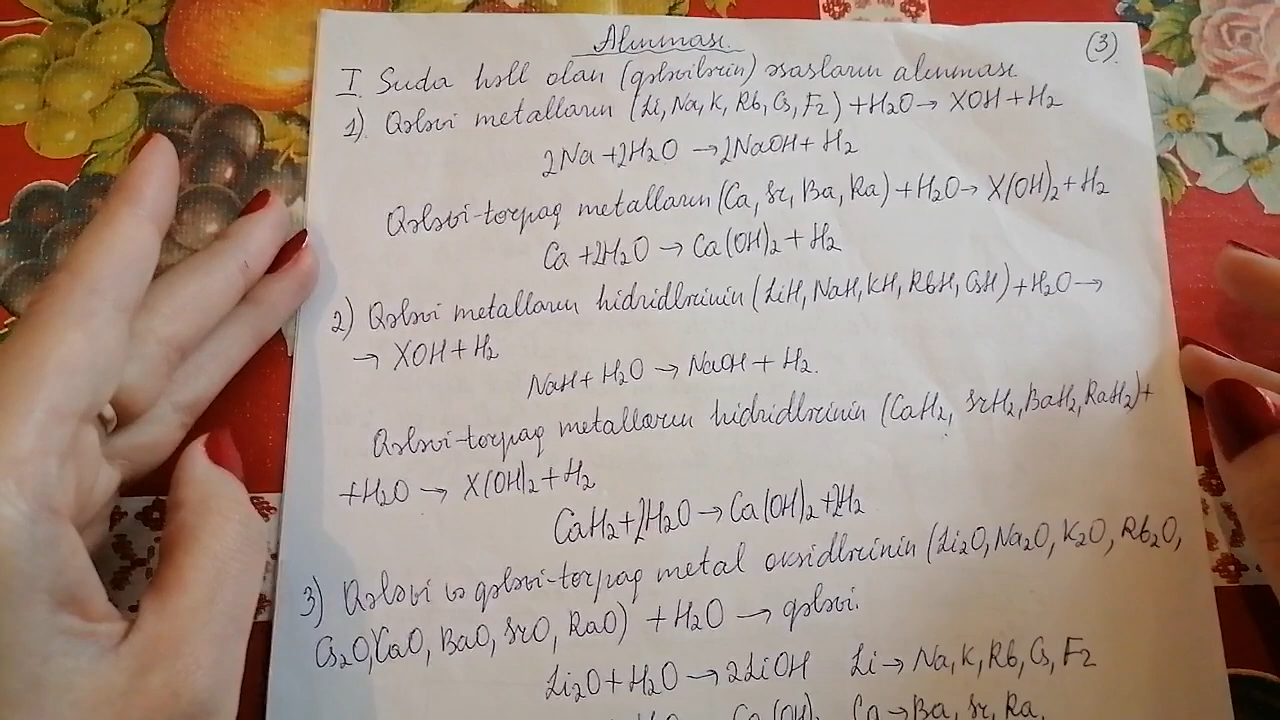 Alınması.
(3).
I. Suda həll olan (qələvilərin) əsasların alınması.
1). Qələvi metalların (Li, Na, K, Rb, Cs, Fz) + H2O → XOH + H2
2Na + 2H2O → 2NaOH + H2
Qələvi-torpaq metalların (Ca, Sr, Ba, Ra) + H2O → X(OH)2 + H2
Ca + 2H2O → Ca(OH)2 + H2
2) Qələvi metalların hidridlərinin (LiH, NaH, KH, RbH, CsH) + H2O →
→ XOH + H2
NaH + H2O → NaOH + H2.
Qələvi-torpaq metalların hidridlərinin (CaH2, SrH2, BaH2, RaH2) +
+ H2O → X(OH)2 + H2
CaH2 + 2H2O → Ca(OH)2 + 2H2
3) Qələvi və qələvi-torpaq metal oksidlərinin (Li2O, Na2O, K2O, Rb2O,
Cs2O, CaO, BaO, SrO, RaO) + H2O → qələvi.
Li2O + H2O → 2LiOH Li → Na, K, Rb, Cs, Fz
Ca(OH)2 Ca → Ba, Sr, Ra.